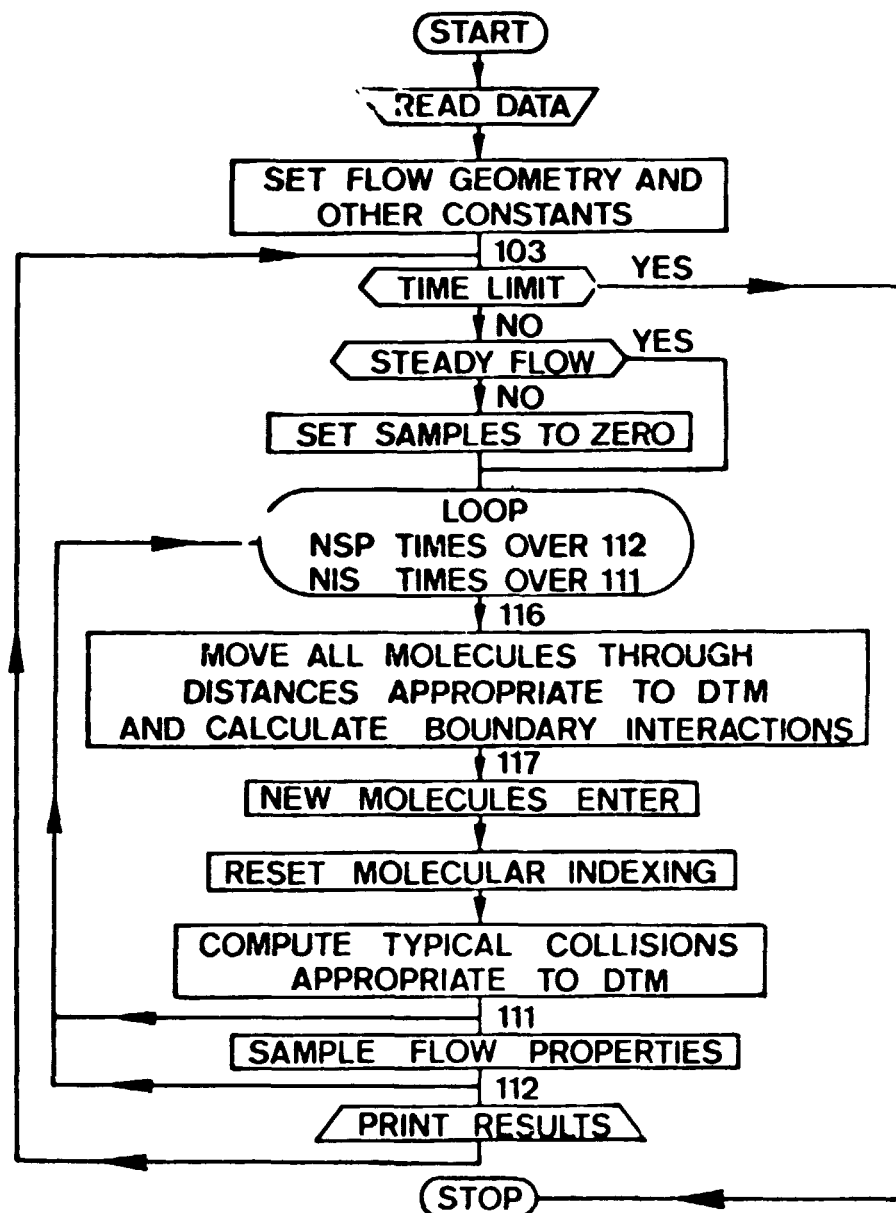 START
READ DATA
SET FLOW GEOMETRY AND
OTHER CONSTANTS
103
TIME LIMIT
YES
NO
STEADY FLOW
YES
NO
SET SAMPLES TO ZERO
LOOP
NSP TIMES OVER 112
NIS TIMES OVER 111
116
MOVE ALL MOLECULES THROUGH
DISTANCES APPROPRIATE TO DTM
AND CALCULATE BOUNDARY INTERACTIONS
117
NEW MOLECULES ENTER
RESET MOLECULAR INDEXING
COMPUTE TYPICAL COLLISIONS
APPROPRIATE TO DTM
111
SAMPLE FLOW PROPERTIES
112
PRINT RESULTS
STOP